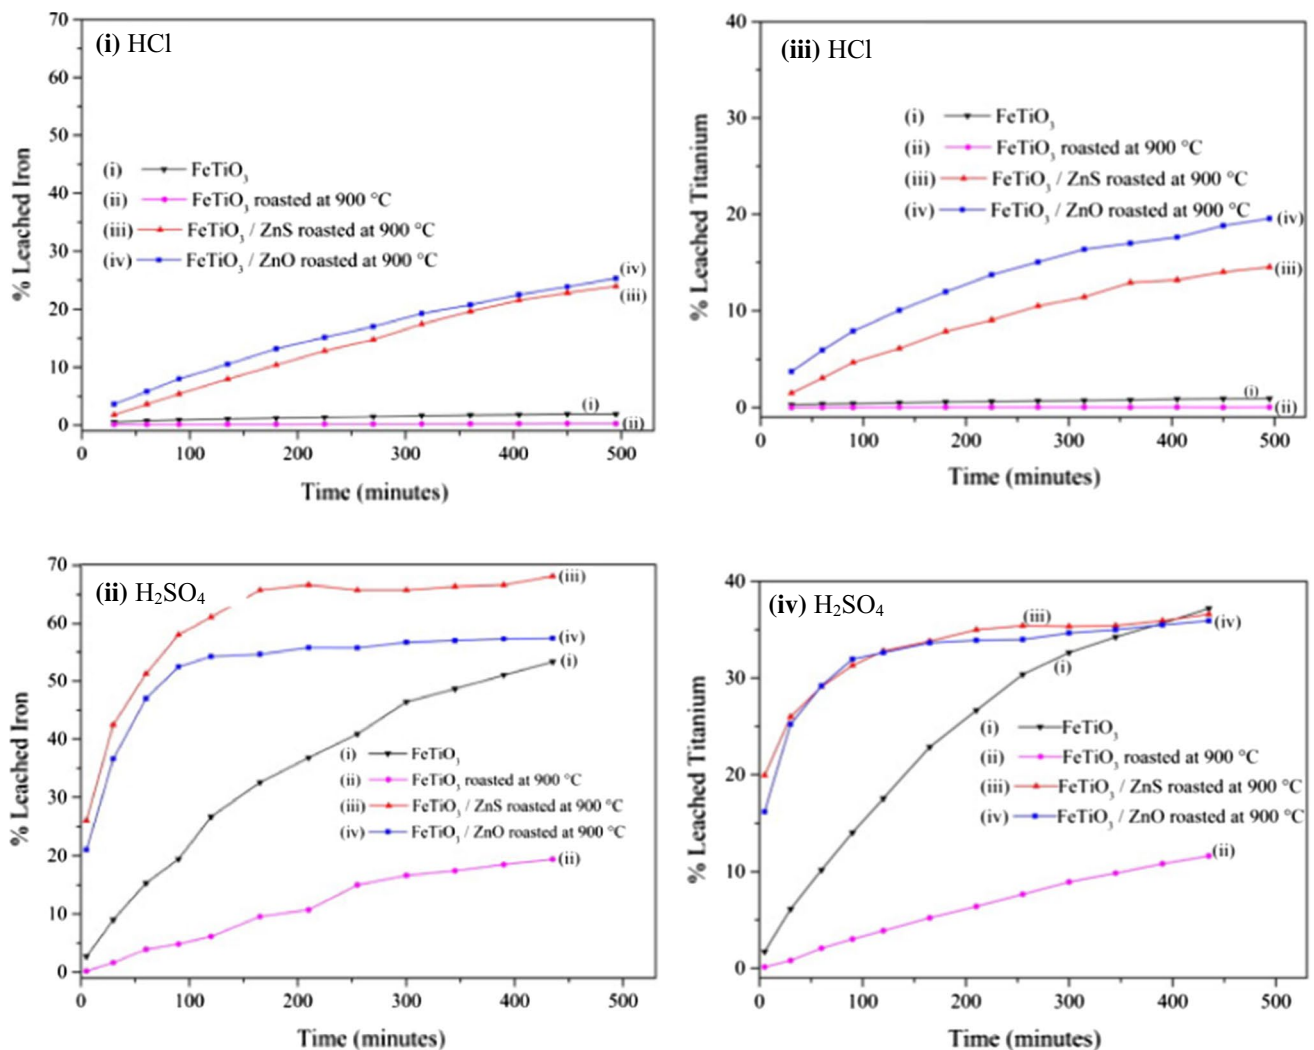 (i) HCl
% Leached Iron
70
60
50
40
30
20
10
0
(i) FeTiO3
(ii) FeTiO3 roasted at 900 °C
(iii) FeTiO3 / ZnS roasted at 900 °C
(iv) FeTiO3 / ZnO roasted at 900 °C
(iv)
(iii)
(i)
(ii)
0 100 200 300 400 500
Time (minutes)
(iii) HCl
% Leached Titanium
40
30
20
10
0
(i) FeTiO3
(ii) FeTiO3 roasted at 900 °C
(iii) FeTiO3 / ZnS roasted at 900 °C
(iv) FeTiO3 / ZnO roasted at 900 °C
(iv)
(iii)
(i)
(ii)
0 100 200 300 400 500
Time (minutes)
(ii) H2SO4
% Leached Iron
70
60
50
40
30
20
10
0
(iii)
(iv)
(i)
(i) FeTiO3
(ii) FeTiO3 roasted at 900 °C
(iii) FeTiO3 / ZnS roasted at 900 °C
(iv) FeTiO3 / ZnO roasted at 900 °C
(ii)
0 100 200 300 400 500
Time (minutes)
(iv) H2SO4
% Leached Titanium
40
30
20
10
0
(iii)
(iv)
(i)
(i) FeTiO3
(ii) FeTiO3 roasted at 900 °C
(iii) FeTiO3 / ZnS roasted at 900 °C
(iv) FeTiO3 / ZnO roasted at 900 °C
(ii)
0 100 200 300 400 500
Time (minutes)